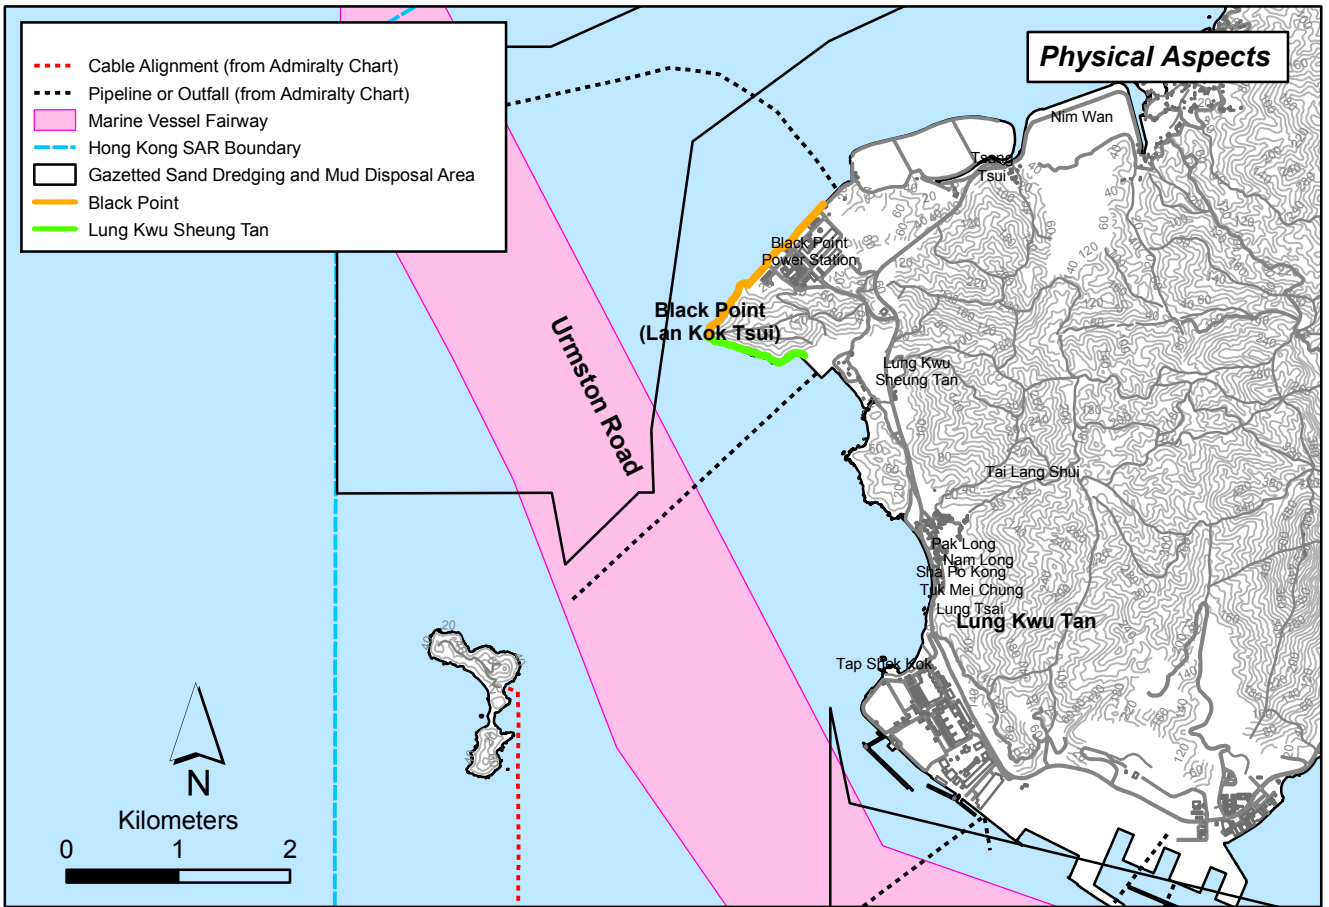 Physical Aspects
Cable Alignment (from Admiralty Chart)
Pipeline or Outfall (from Admiralty Chart)
Marine Vessel Fairway
Hong Kong SAR Boundary
Gazetted Sand Dredging and Mud Disposal Area
Black Point
Lung Kwu Sheung Tan
Nim Wan
Tsang
Tsui
Black Point
Power Station
Black Point
(Lan Kok Tsui)
Urmston Road
Lung Kwu
Sheung Tan
Tai Lang Shui
Pak Long
Nam Long
Sha Po Kong
Tuk Mei Chung
Lung Tsai
Lung Kwu Tan
Tap Shek Kok
N
Kilometers
0 1 2